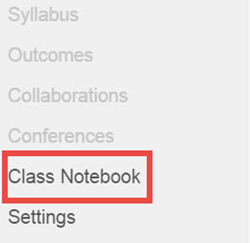 Syllabus
Outcomes
Collaborations
Conferences
Class Notebook
Settings